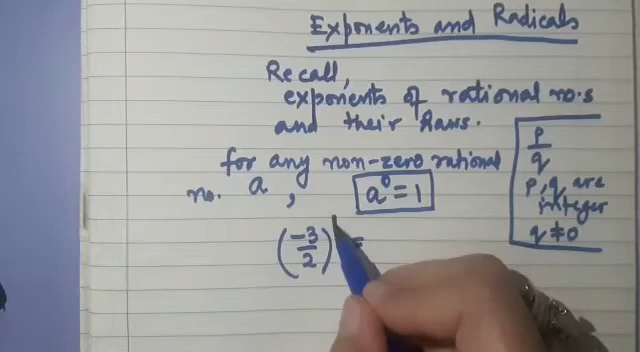 Exponents and Radicals
Recall,
exponents of rational no.s
and their Laws.
for any non-zero rational
no. a, a⁰ = 1
(-3/2) =
p/q
p, q are
integer
q ≠ 0